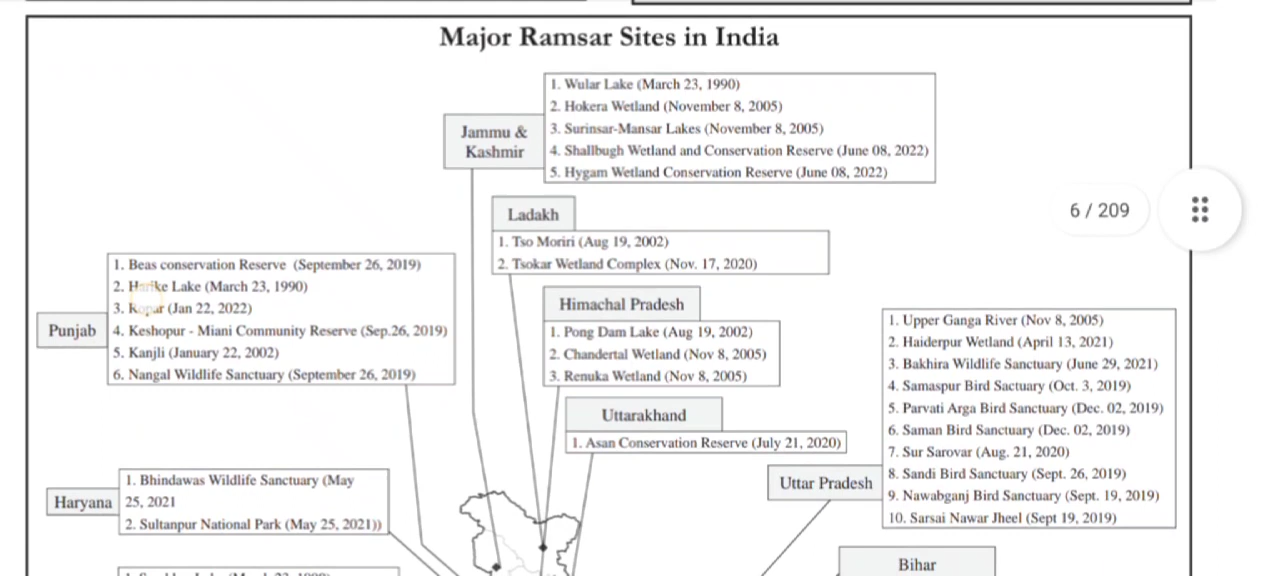 Major Ramsar Sites in India
Jammu &
Kashmir
1. Wular Lake (March 23, 1990)
2. Hokera Wetland (November 8, 2005)
3. Surinsar-Mansar Lakes (November 8, 2005)
4. Shallbugh Wetland and Conservation Reserve (June 08, 2022)
5. Hygam Wetland Conservation Reserve (June 08, 2022)
6 / 209
Ladakh
1. Tso Moriri (Aug 19, 2002)
2. Tsokar Wetland Complex (Nov. 17, 2020)
Punjab
1. Beas conservation Reserve (September 26, 2019)
2. Harike Lake (March 23, 1990)
3. Ropar (Jan 22, 2022)
4. Keshopur - Miani Community Reserve (Sep.26, 2019)
5. Kanjli (January 22, 2002)
6. Nangal Wildlife Sanctuary (September 26, 2019)
Himachal Pradesh
1. Pong Dam Lake (Aug 19, 2002)
2. Chandertal Wetland (Nov 8, 2005)
3. Renuka Wetland (Nov 8, 2005)
Uttarakhand
1. Asan Conservation Reserve (July 21, 2020)
Uttar Pradesh
1. Upper Ganga River (Nov 8, 2005)
2. Haiderpur Wetland (April 13, 2021)
3. Bakhira Wildlife Sanctuary (June 29, 2021)
4. Samaspur Bird Sactuary (Oct. 3, 2019)
5. Parvati Arga Bird Sanctuary (Dec. 02, 2019)
6. Saman Bird Sanctuary (Dec. 02, 2019)
7. Sur Sarovar (Aug. 21, 2020)
8. Sandi Bird Sanctuary (Sept. 26, 2019)
9. Nawabganj Bird Sanctuary (Sept. 19, 2019)
10. Sarsai Nawar Jheel (Sept 19, 2019)
Haryana
1. Bhindawas Wildlife Sanctuary (May
25, 2021
2. Sultanpur National Park (May 25, 2021))
Bihar